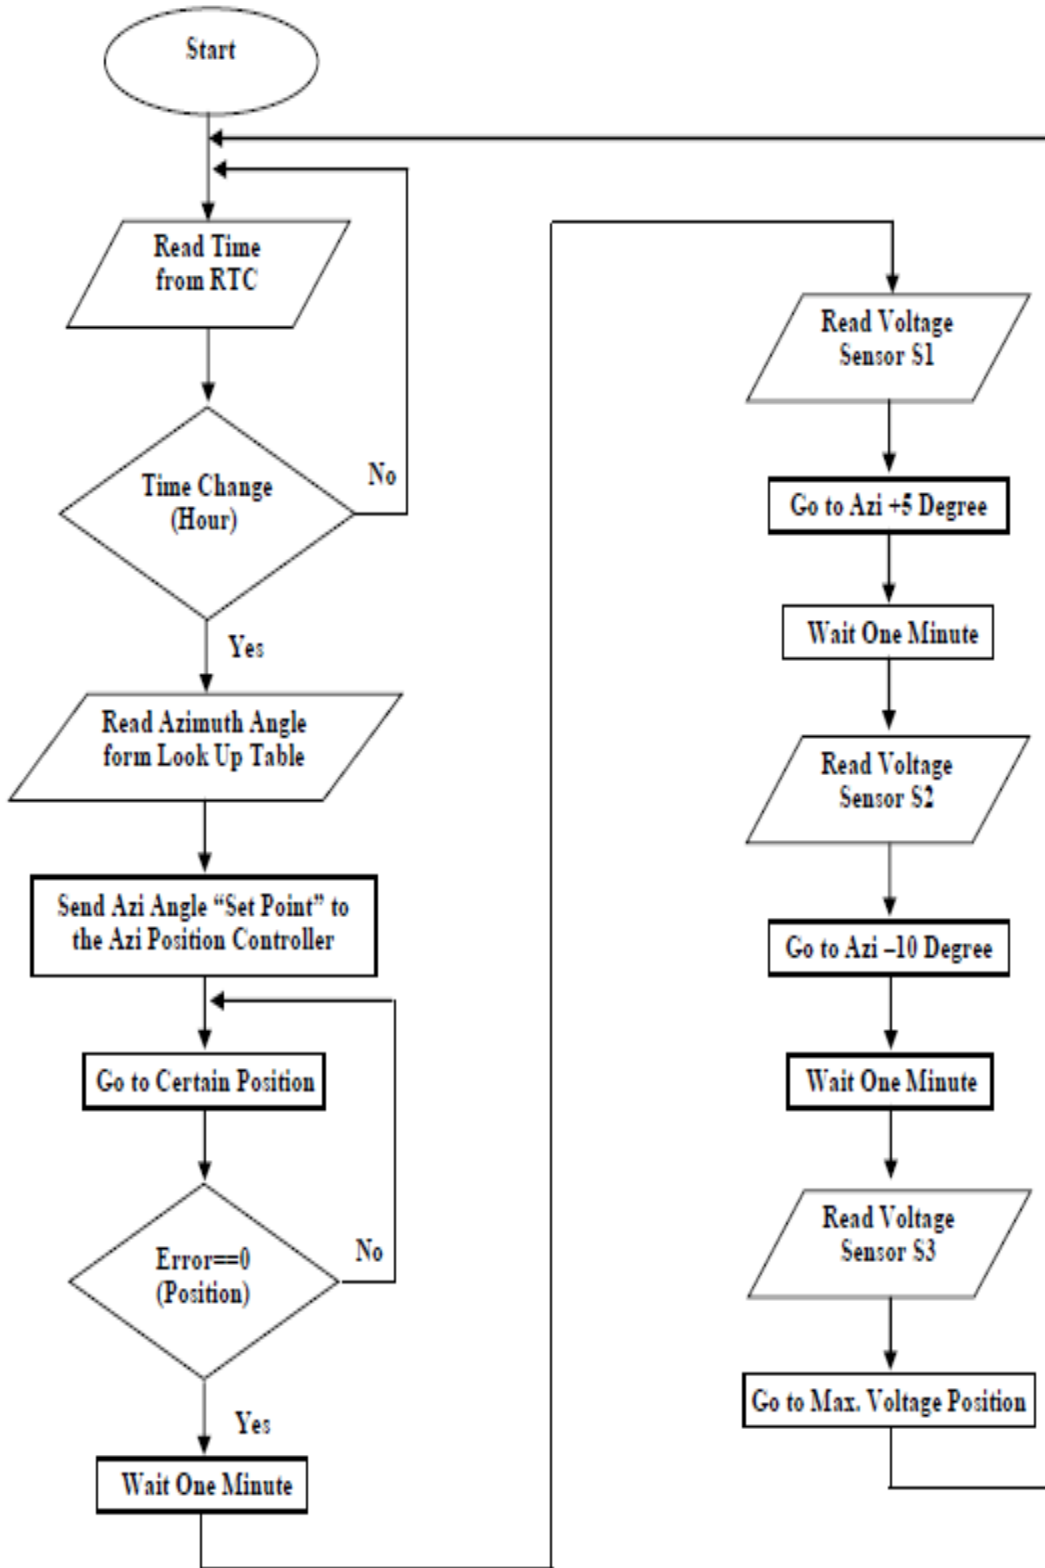 Start
Read Time
from RTC
Time Change
(Hour)
No
Yes
Read Azimuth Angle
form Look Up Table
Send Azi Angle “Set Point” to
the Azi Position Controller
Go to Certain Position
Error==0
(Position)
No
Yes
Wait One Minute
Read Voltage
Sensor S1
Go to Azi +5 Degree
Wait One Minute
Read Voltage
Sensor S2
Go to Azi –10 Degree
Wait One Minute
Read Voltage
Sensor S3
Go to Max. Voltage Position